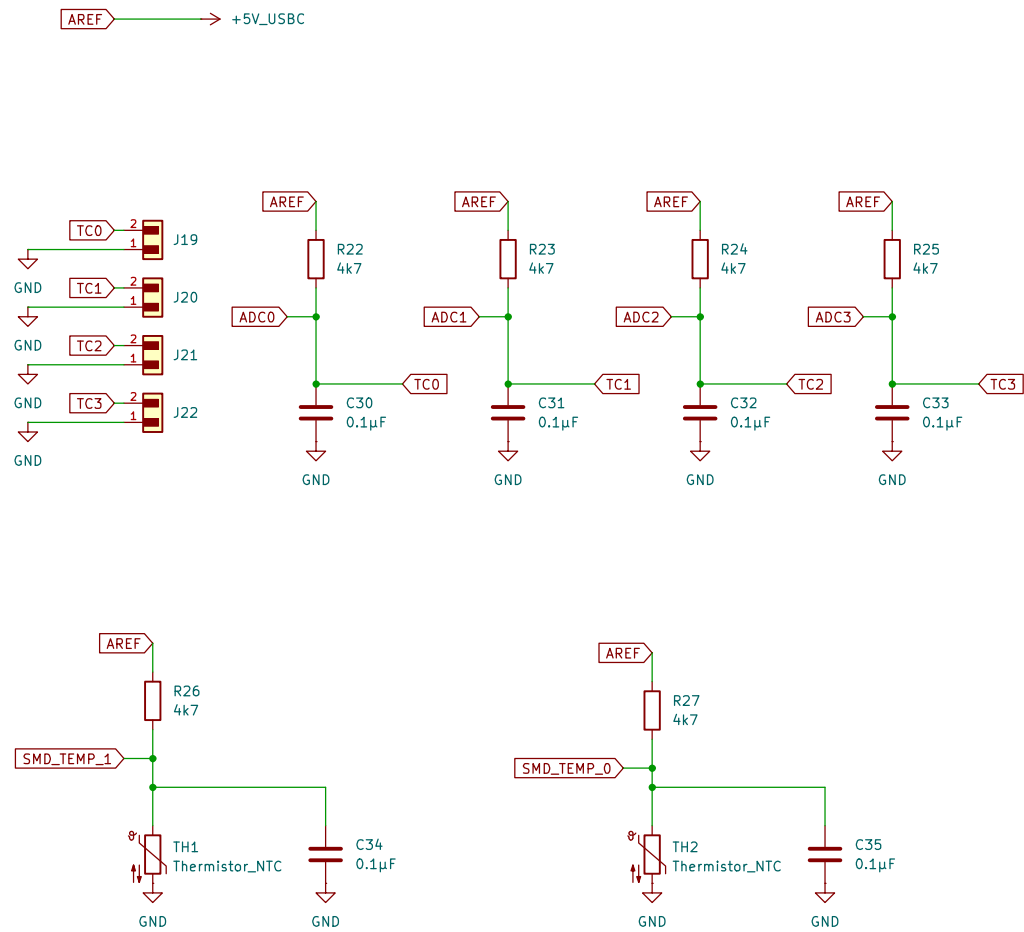 AREF
+5V_USBC
AREF
AREF
AREF
AREF
TC0
2
1
J19
GND
R22
4k7
R23
4k7
R24
4k7
R25
4k7
TC1
2
1
J20
GND
ADC0
ADC1
ADC2
ADC3
TC2
2
1
J21
GND
TC0
TC1
TC2
TC3
TC3
2
1
J22
GND
C30
0.1µF
C31
0.1µF
C32
0.1µF
C33
0.1µF
GND
GND
GND
GND
AREF
R26
4k7
SMD_TEMP_1
TH1
Thermistor_NTC
C34
0.1µF
GND
GND
AREF
R27
4k7
SMD_TEMP_0
TH2
Thermistor_NTC
C35
0.1µF
GND
GND